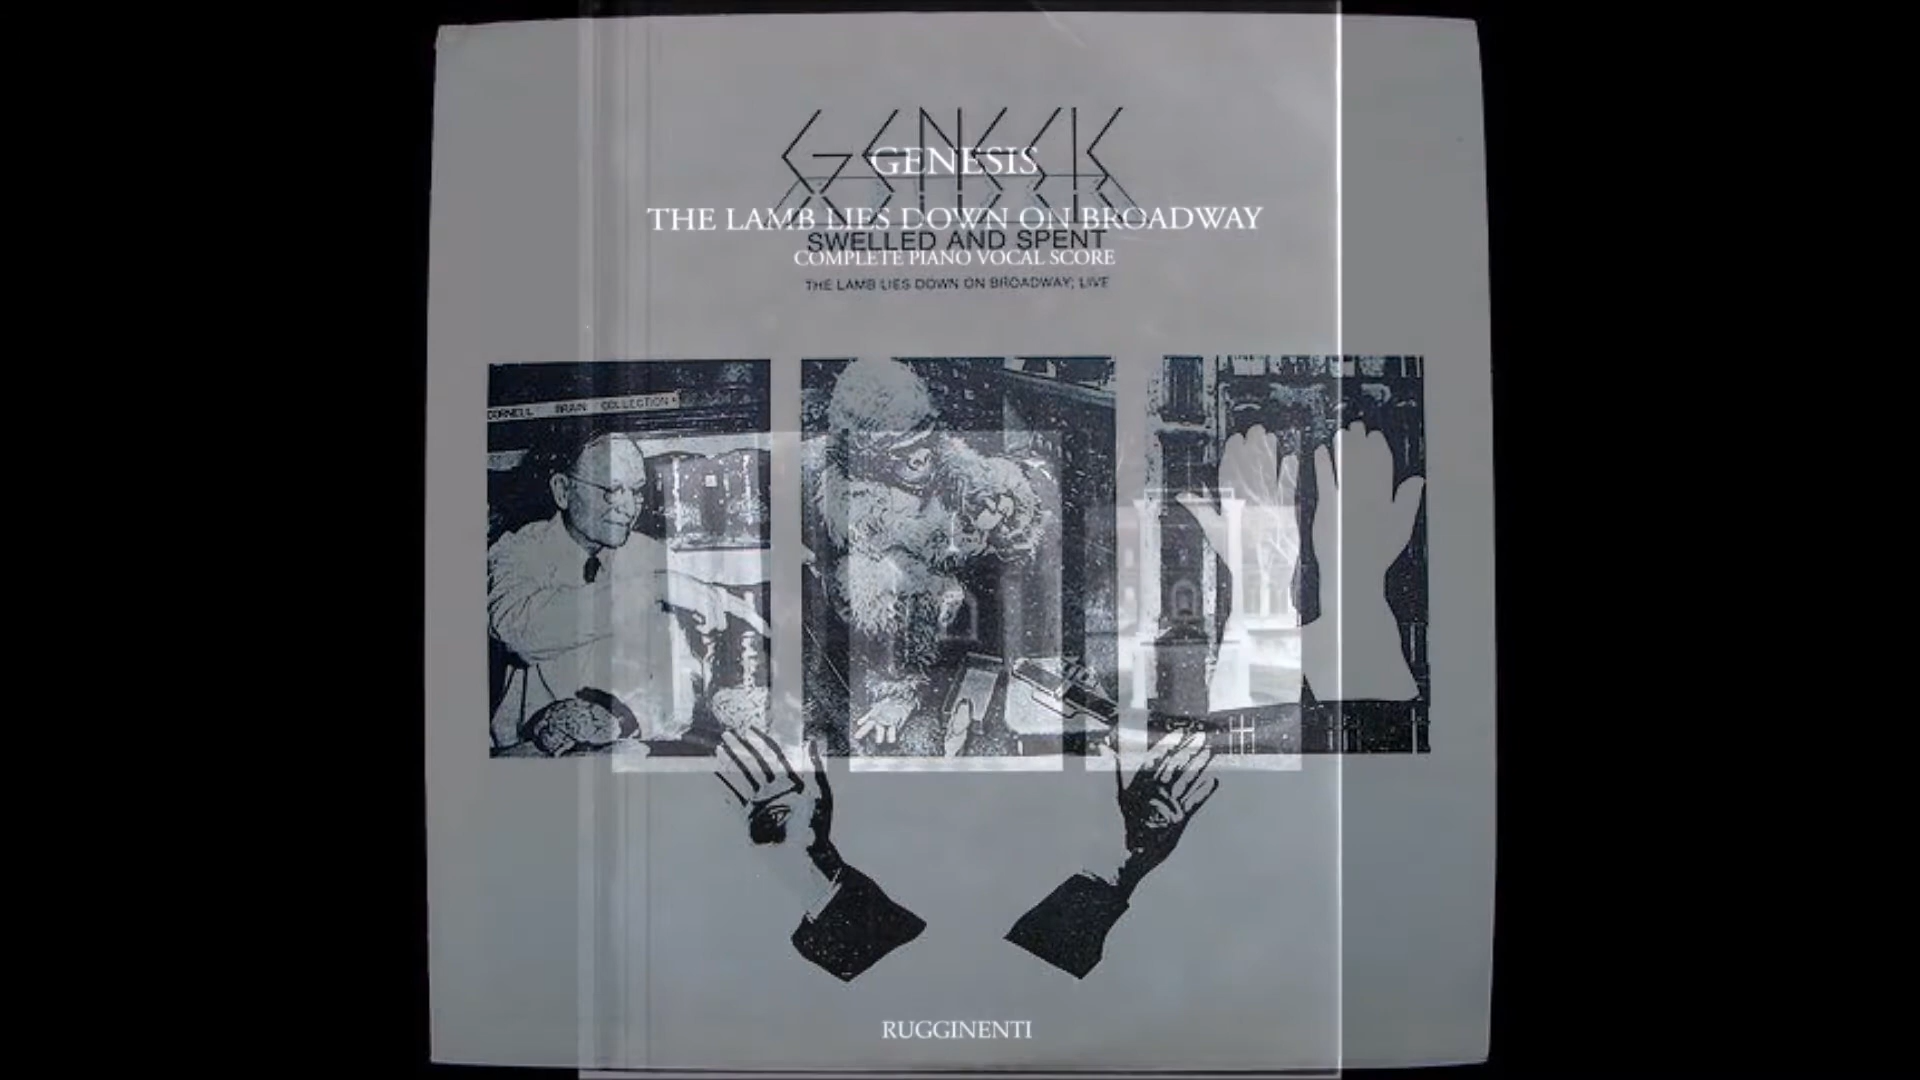 GENESIS
GENESIS
THE LAMB LIES DOWN ON BROADWAY
SWELLED AND SPENT
COMPLETE PIANO VOCAL SCORE
THE LAMB LIES DOWN ON BROADWAY; LIVE
CORNELL BRAIN COLLECTION
RUGGINENTI